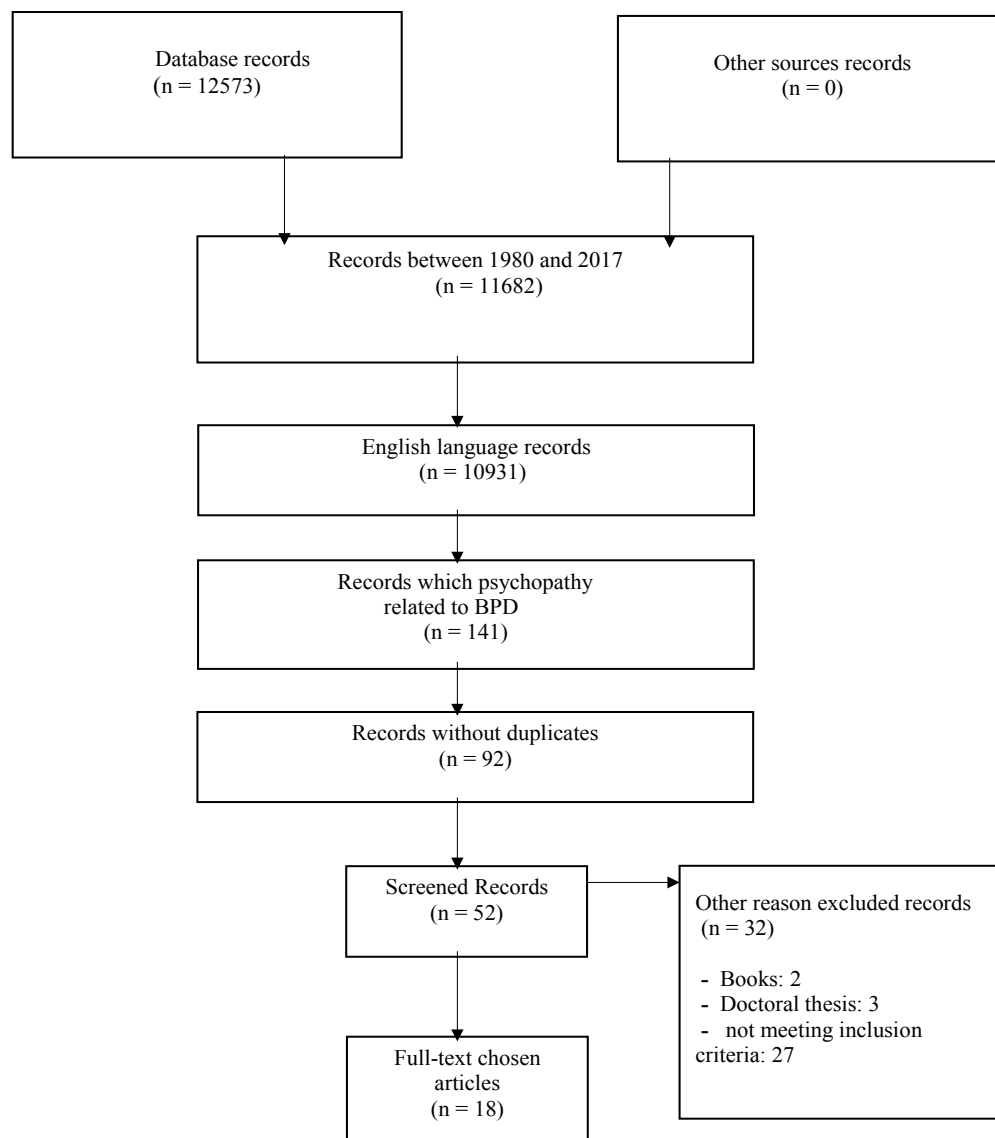 Database records
(n = 12573)
Other sources records
(n = 0)
Records between 1980 and 2017
(n = 11682)
English language records
(n = 10931)
Records which psychopathy
related to BPD
(n = 141)
Records without duplicates
(n = 92)
Screened Records
(n = 52)
Other reason excluded records
(n = 32)
- Books: 2
- Doctoral thesis: 3
- not meeting inclusion
criteria: 27
Full-text chosen
articles
(n = 18)